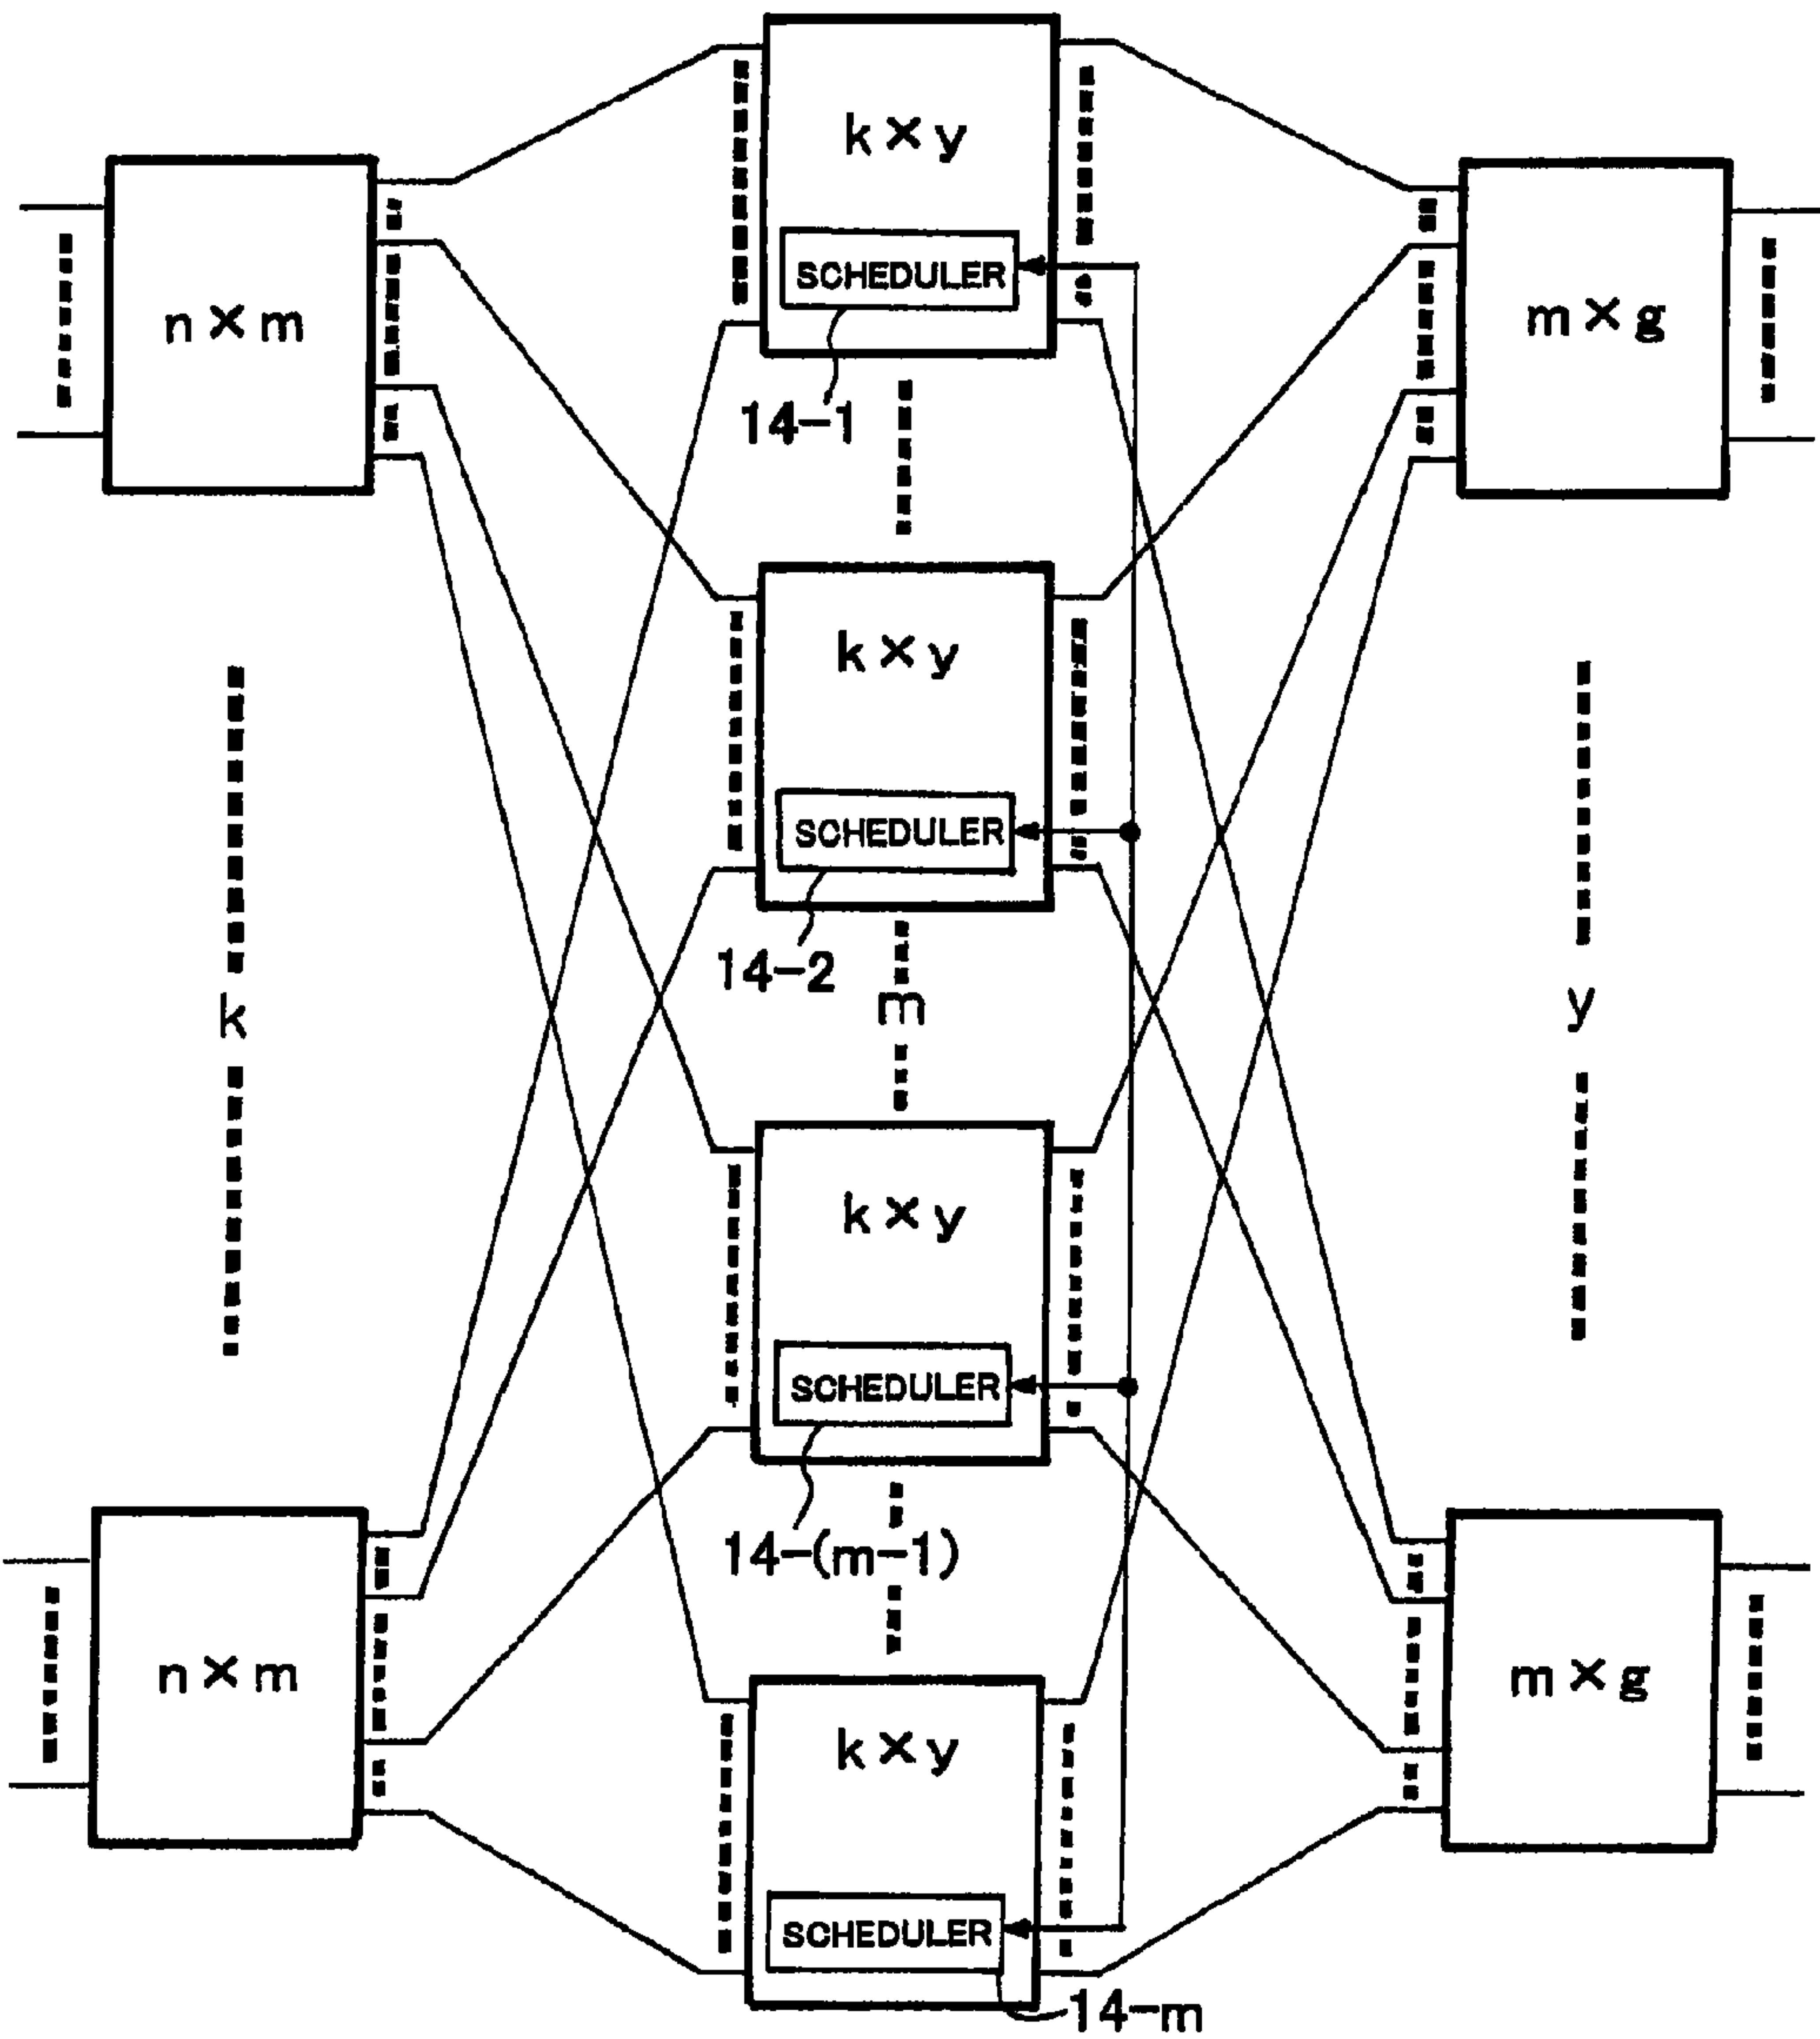 k×y
SCHEDULER
14-1
n×m
m×g
k×y
SCHEDULER
14-2
k
m
y
k×y
SCHEDULER
14-(m-1)
n×m
m×g
k×y
SCHEDULER
14-m